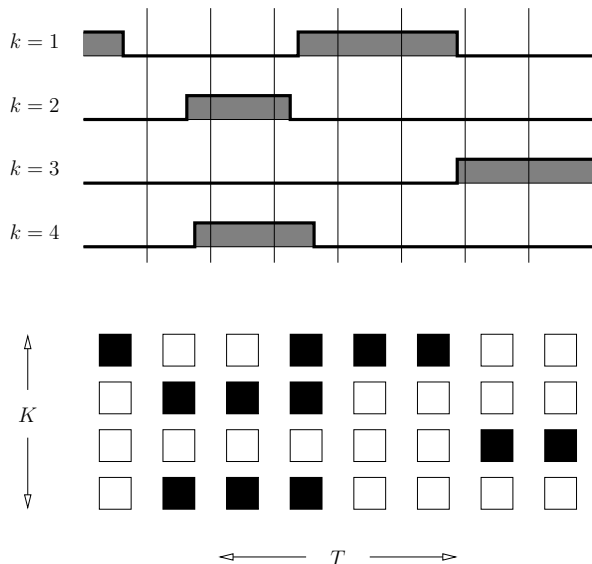 k = 1
k = 2
k = 3
k = 4
K
T